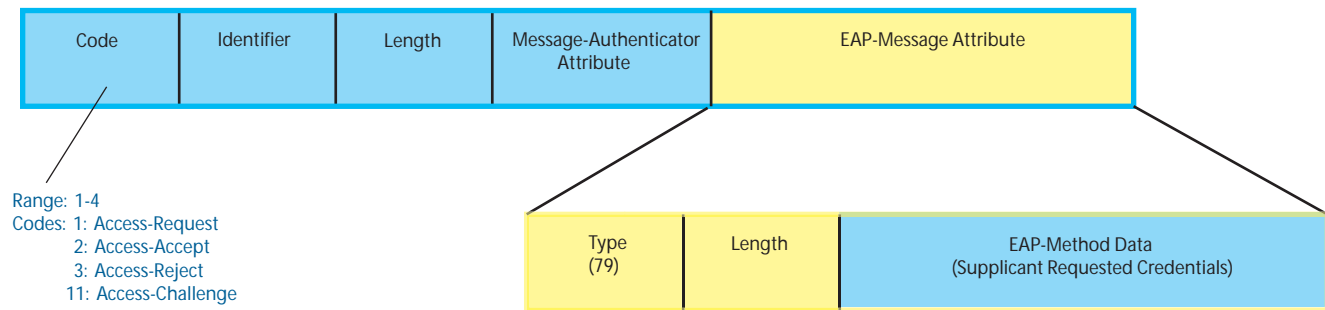 Code
Identifier
Length
Message-Authenticator
Attribute
EAP-Message Attribute
Range: 1-4
Codes: 1: Access-Request
2: Access-Accept
3: Access-Reject
11: Access-Challenge
Type
(79)
Length
EAP-Method Data
(Supplicant Requested Credentials)